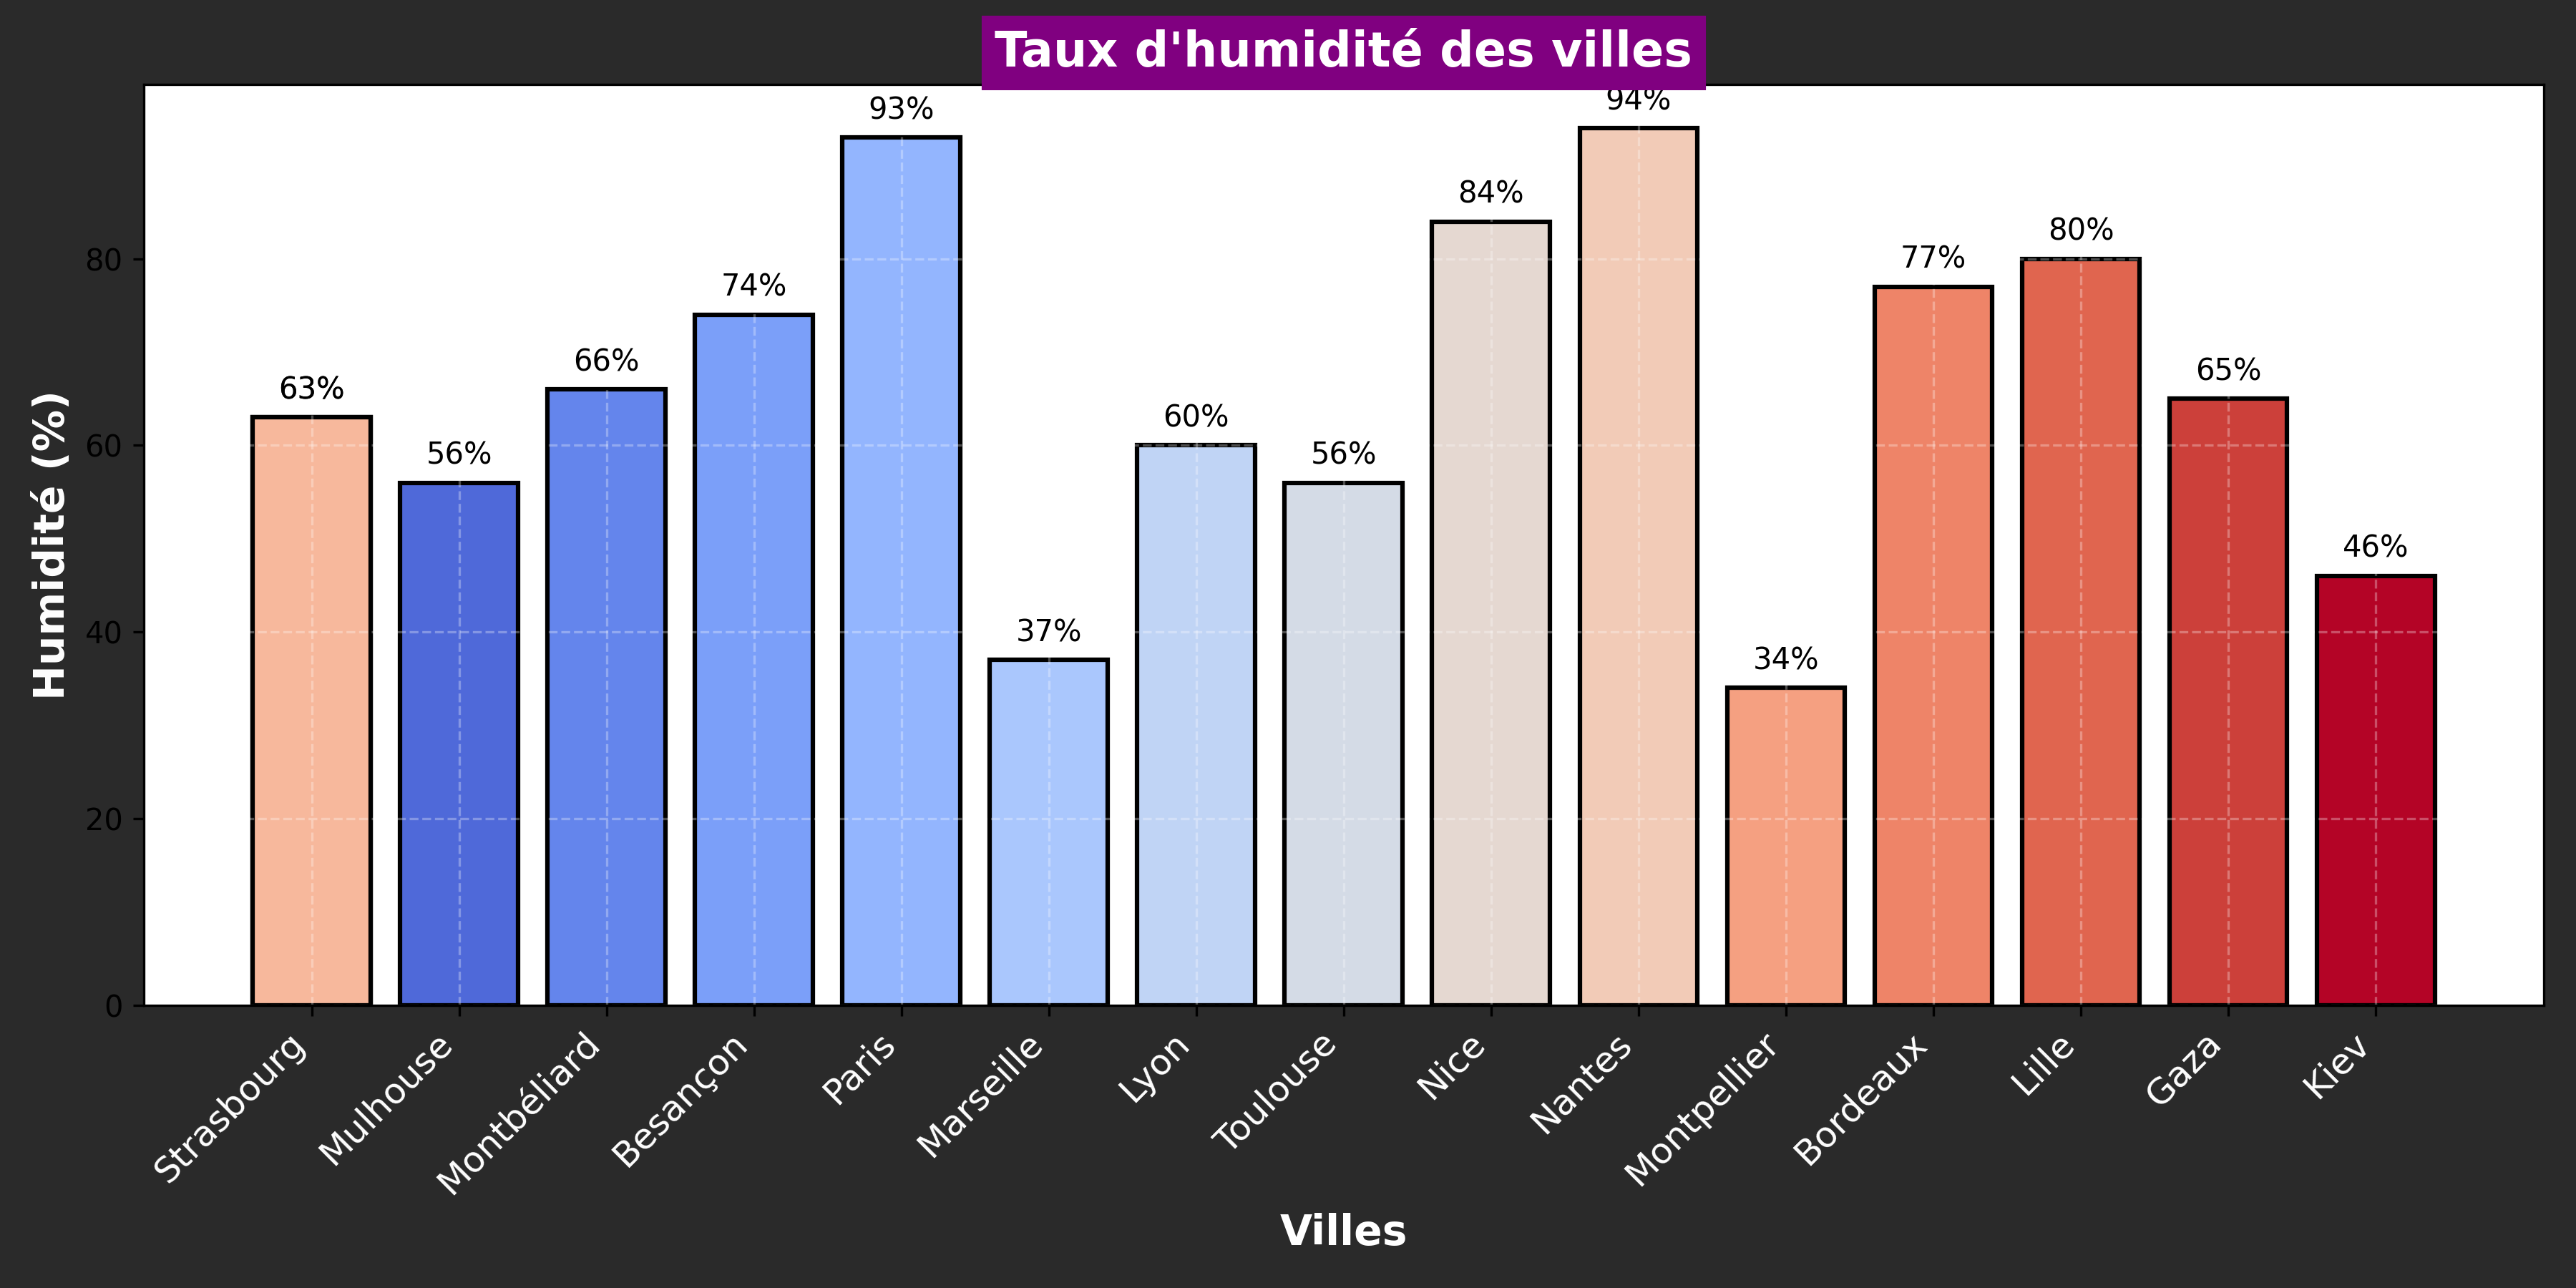 Taux d'humidité des villes
Humidité (%)
80
60
40
20
0
63%
56%
66%
74%
93%
37%
60%
56%
84%
94%
34%
77%
80%
65%
46%
Strasbourg
Mulhouse
Montbéliard
Besançon
Paris
Marseille
Lyon
Toulouse
Nice
Nantes
Montpellier
Bordeaux
Lille
Gaza
Kiev
Villes